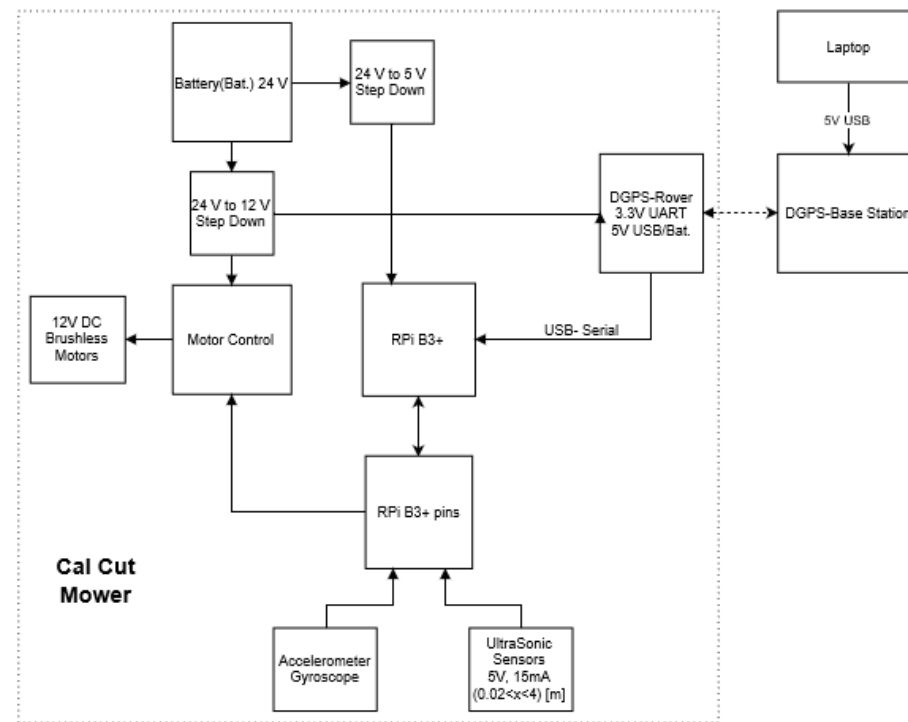 Battery(Bat.) 24 V
24 V to 5 V
Step Down
Laptop
5V USB
24 V to 12 V
Step Down
DGPS-Rover
3.3V UART
5V USB/Bat.
DGPS-Base Station
12V DC
Brushless
Motors
Motor Control
RPi B3+
USB- Serial
RPi B3+ pins
Cal Cut
Mower
Accelerometer
Gyroscope
UltraSonic
Sensors
5V, 15mA
(0.02<x<4) [m]